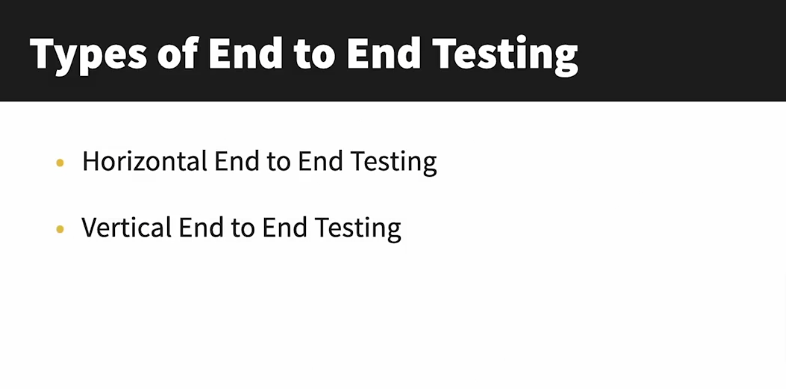 Types of End to End Testing
Horizontal End to End Testing
Vertical End to End Testing